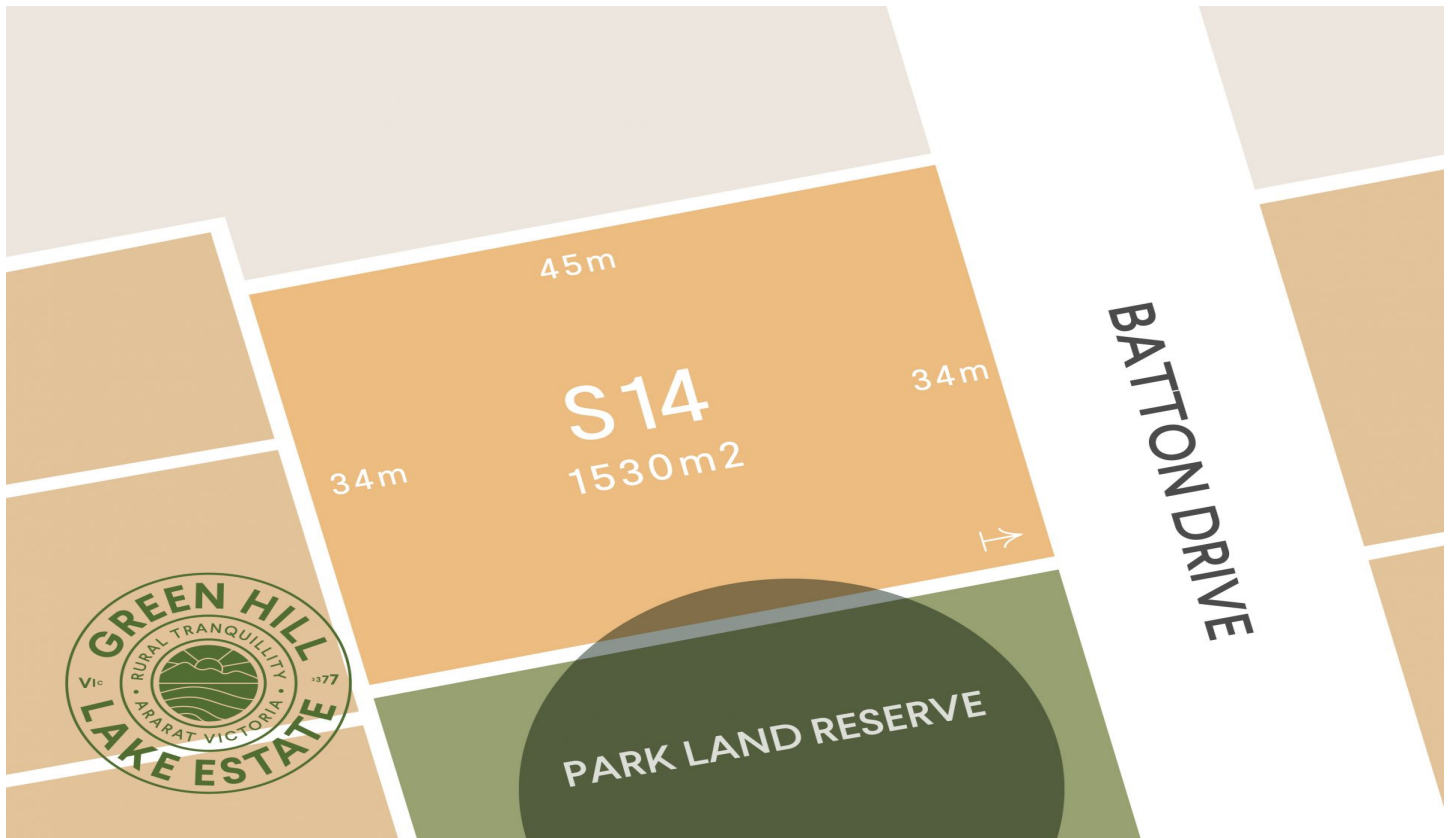 45m
34m
S14
1530m2
34m
BATTON DRIVE
PARK LAND RESERVE
GREEN HILL
RURAL TRANQUILLITY
VIC
3377
ARARAT VICTORIA
LAKE ESTATE